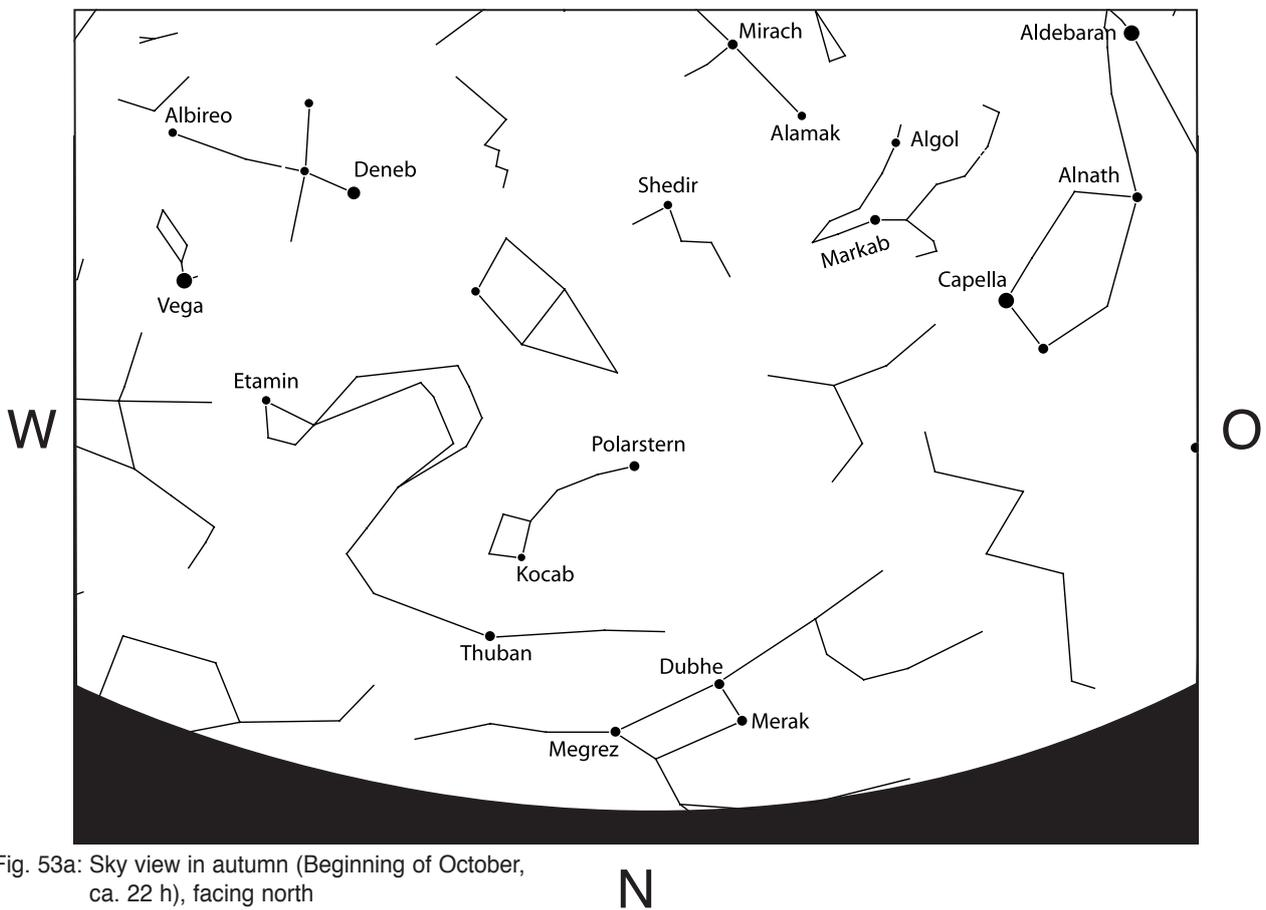 Mirach
Aldebaran
Albireo
Alamak
Algol
Deneb
Alnath
Shedir
Markab
Capella
Vega
Etamin
W
O
Polarstern
Kocab
Thuban
Dubhe
Merak
Megrez
Fig. 53a: Sky view in autumn (Beginning of October,
ca. 22 h), facing north
N